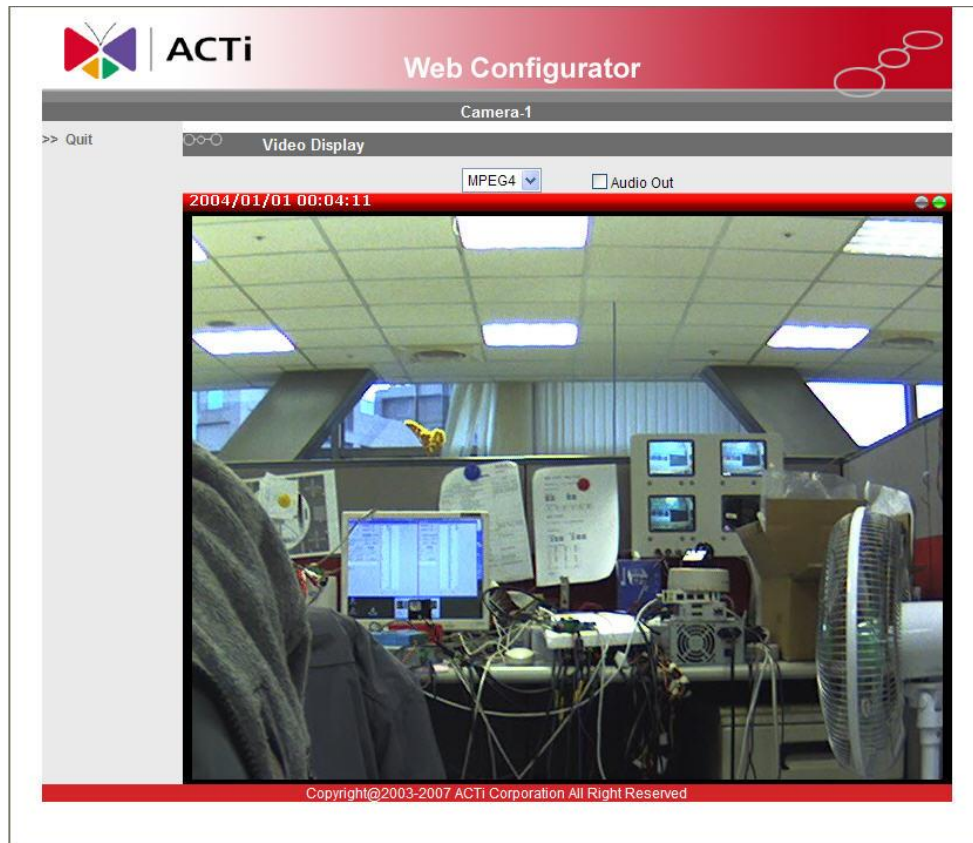 ACTi
Web Configurator
Camera-1
>> Quit
Video Display
MPEG4
Audio Out
2004/01/01 00:04:11
Copyright@2003-2007 ACTi Corporation All Right Reserved